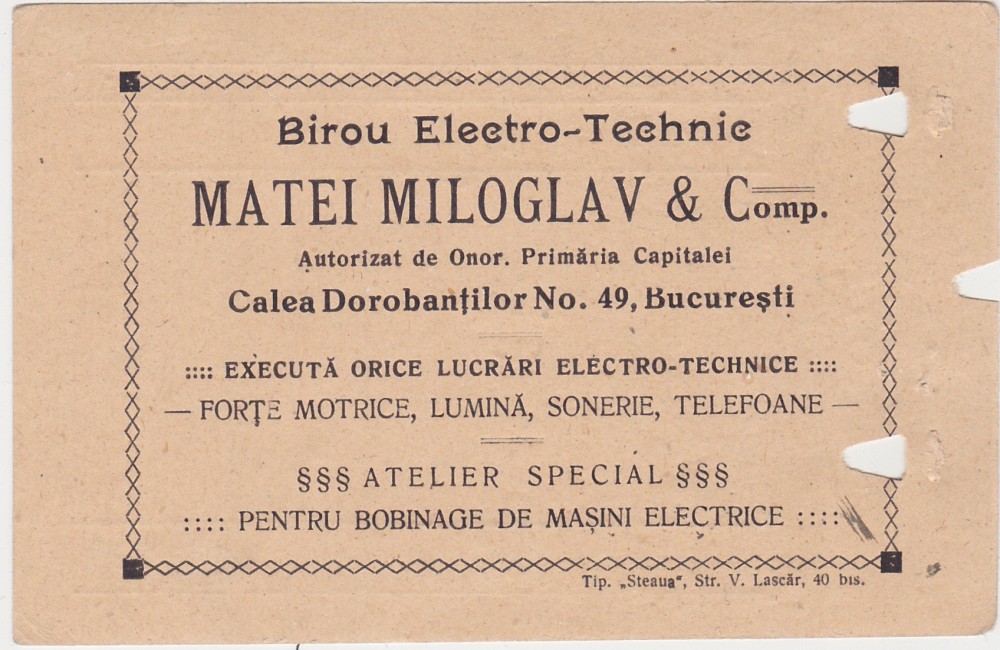 Birou Electro-Technic
MATEI MILOGLAV & Comp.
Autorizat de Onor. Primăria Capitalei
Calea Dorobanţilor No. 49, Bucureşti
:::: EXECUTĂ ORICE LUCRĂRI ELECTRO-TECHNICE ::::
— FORŢE MOTRICE, LUMINĂ, SONERIE, TELEFOANE —
§§§ ATELIER SPECIAL §§§
:::: PENTRU BOBINAGE DE MAŞINI ELECTRICE ::::
Tip. „Steaua“, Str. V. Lascăr, 40 bis.